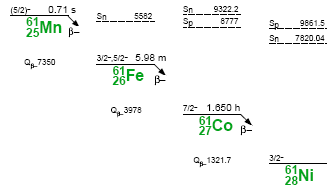 (5/2)- 0.71 s
61
25Mn
β−
Qβ−7350
Sn 5582
3/2-,5/2- 5.98 m
61
26Fe
β−
Qβ−3978
Sn 9322.2
Sp 8777
7/2- 1.650 h
61
27Co
β−
Qβ−1321.7
Sp 9861.5
Sn 7820.04
3/2-
61
28Ni